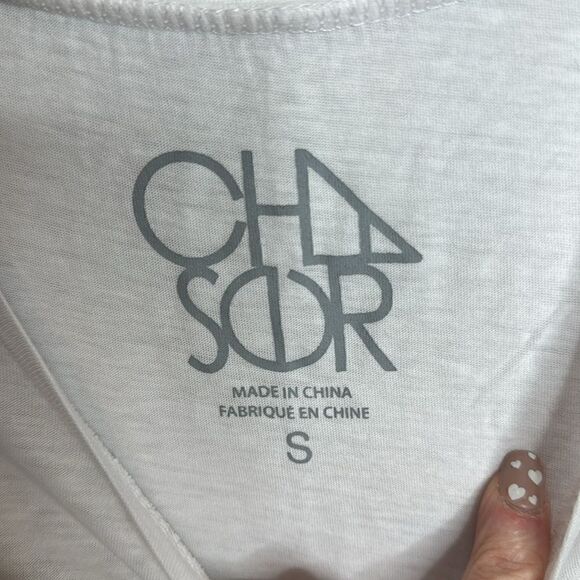 CHA
SER
MADE IN CHINA
FABRIQUÉ EN CHINE
S